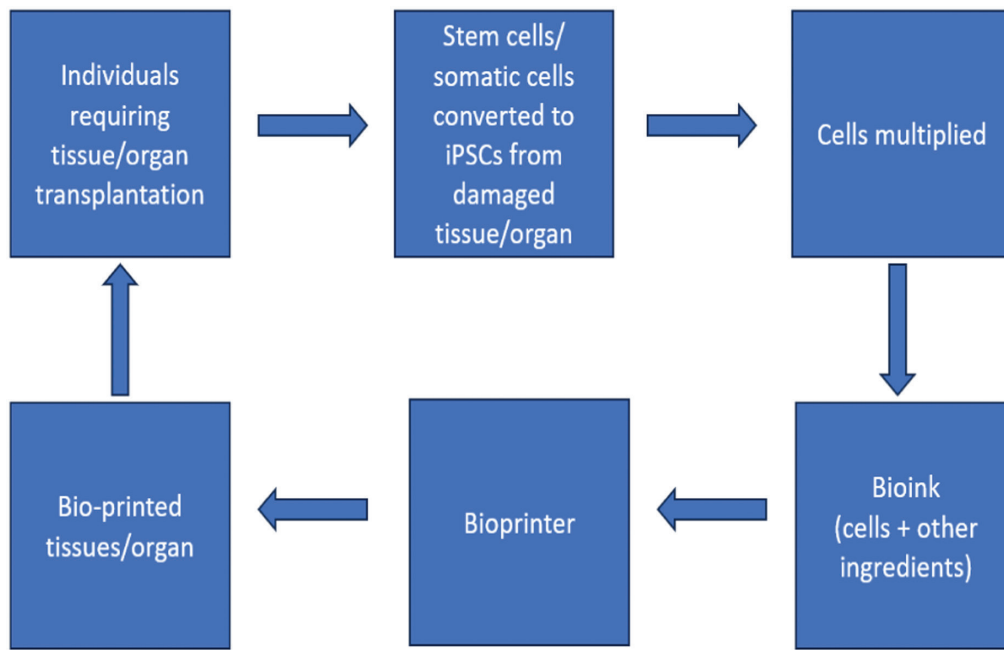 Individuals
requiring
tissue/organ
transplantation
Stem cells/
somatic cells
converted to
iPSCs from
damaged
tissue/organ
Cells multiplied
Bioink
(cells + other
ingredients)
Bioprinter
Bio-printed
tissues/organ